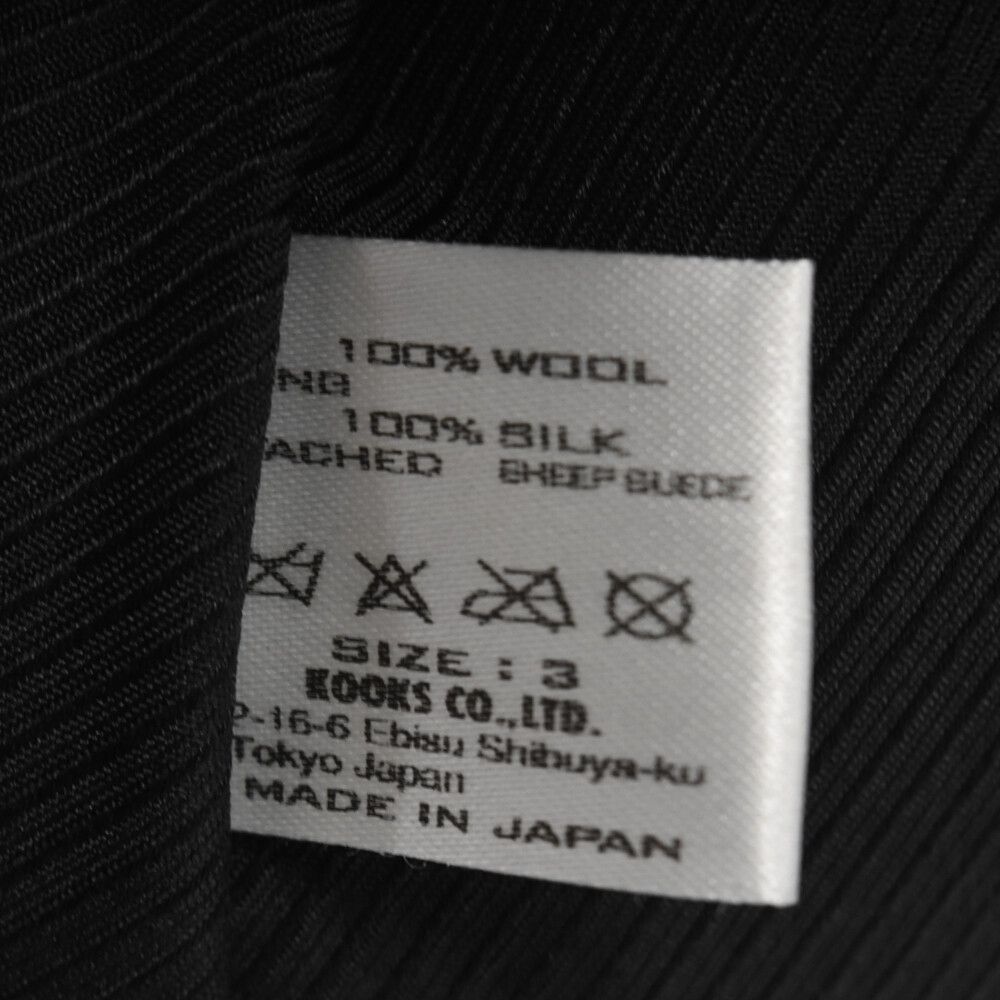 100% WOOL
NG
100% SILK
ACHED SHEEP SUEDE
SIZE : 3
KOOKS CO.,LTD.
2-16-6 Ebisu Shibuya-ku
Tokyo Japan
MADE IN JAPAN